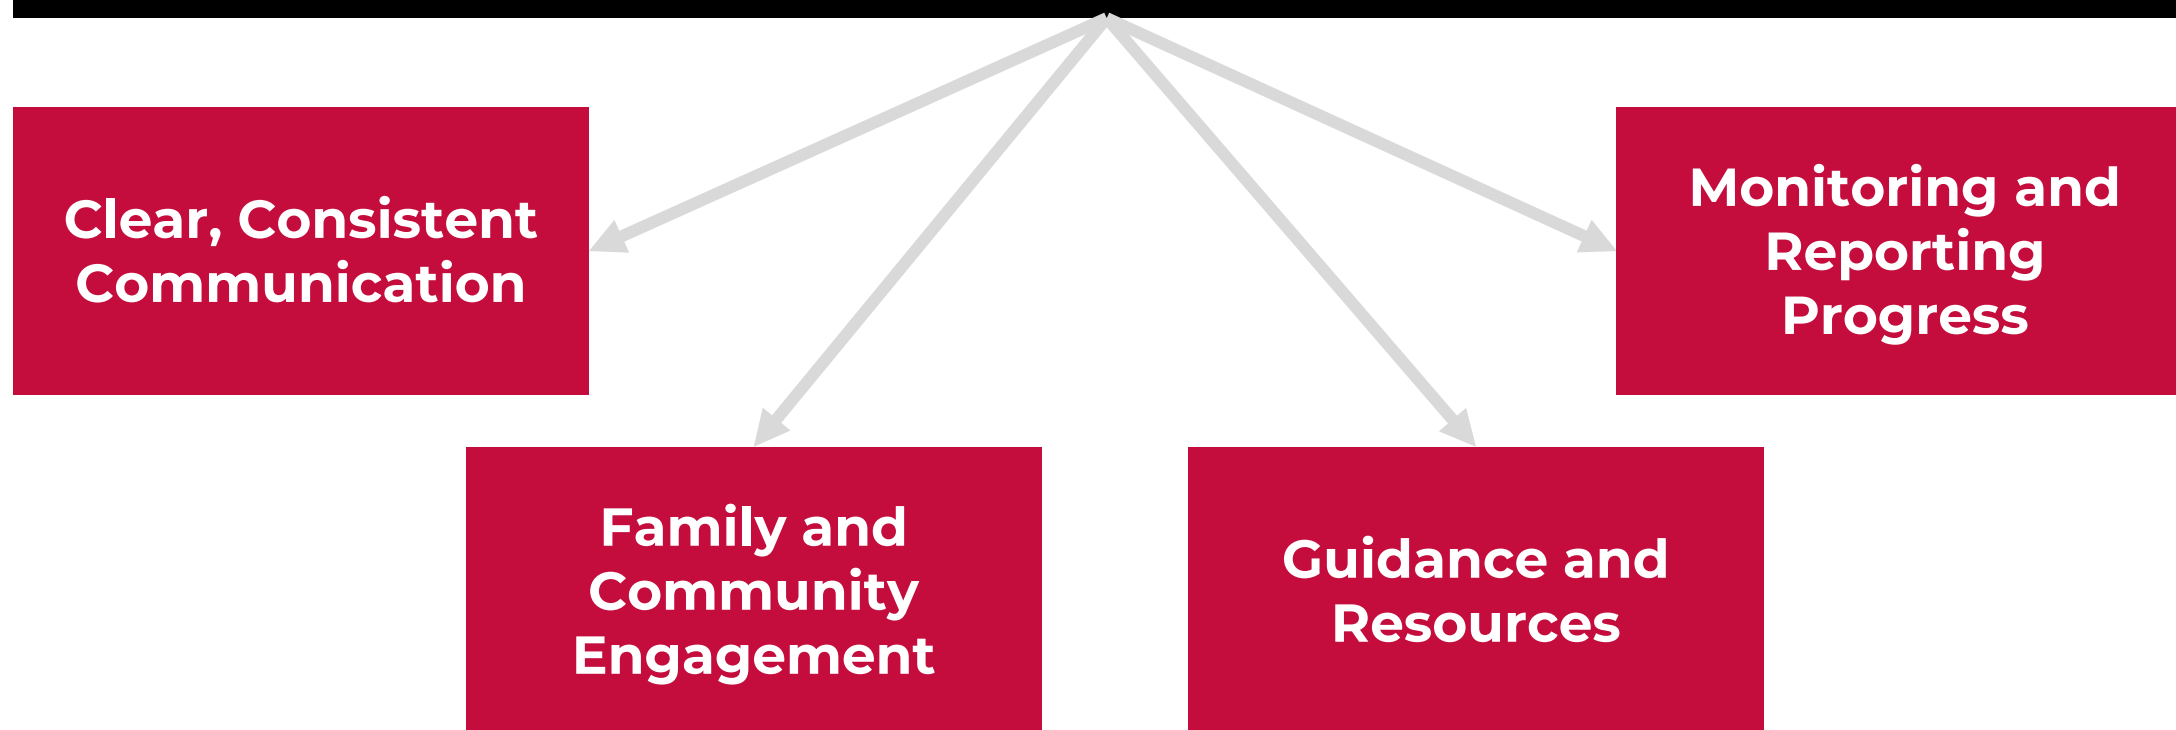 Clear, Consistent
Communication
Family and
Community
Engagement
Guidance and
Resources
Monitoring and
Reporting
Progress